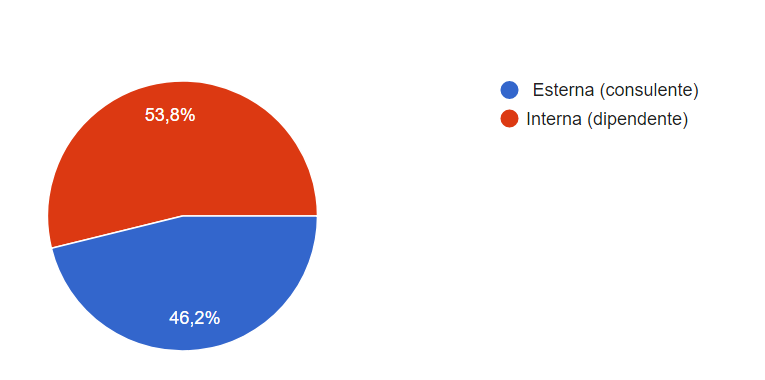 Esterna (consulente)
Interna (dipendente)
53,8%
46,2%